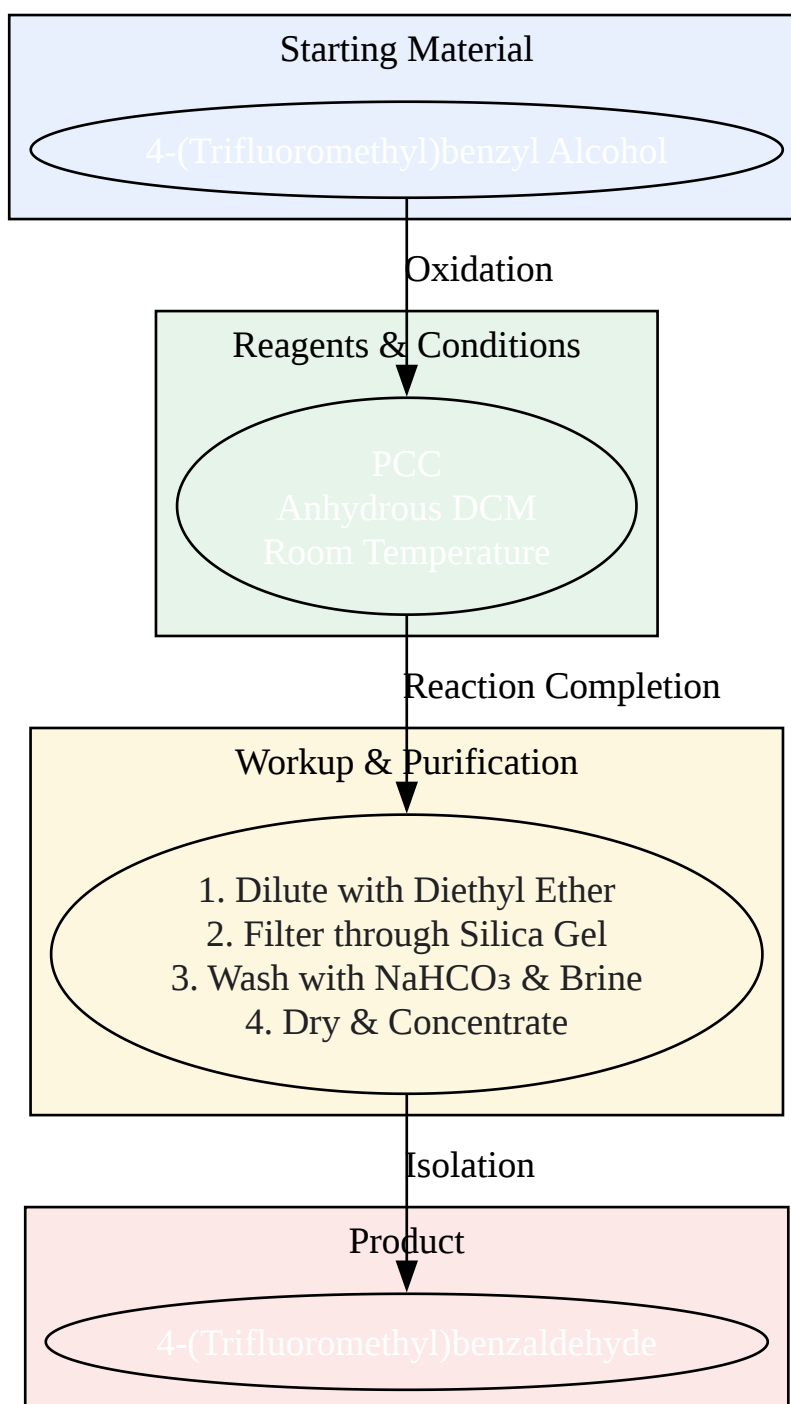 Starting Material
4-(Trifluoromethyl)benzyl Alcohol
Oxidation
Reagents & Conditions
PCC
Anhydrous DCM
Room Temperature
Reaction Completion
Workup & Purification
1. Dilute with Diethyl Ether
2. Filter through Silica Gel
3. Wash with NaHCO₃ & Brine
4. Dry & Concentrate
Isolation
Product
4-(Trifluoromethyl)benzaldehyde